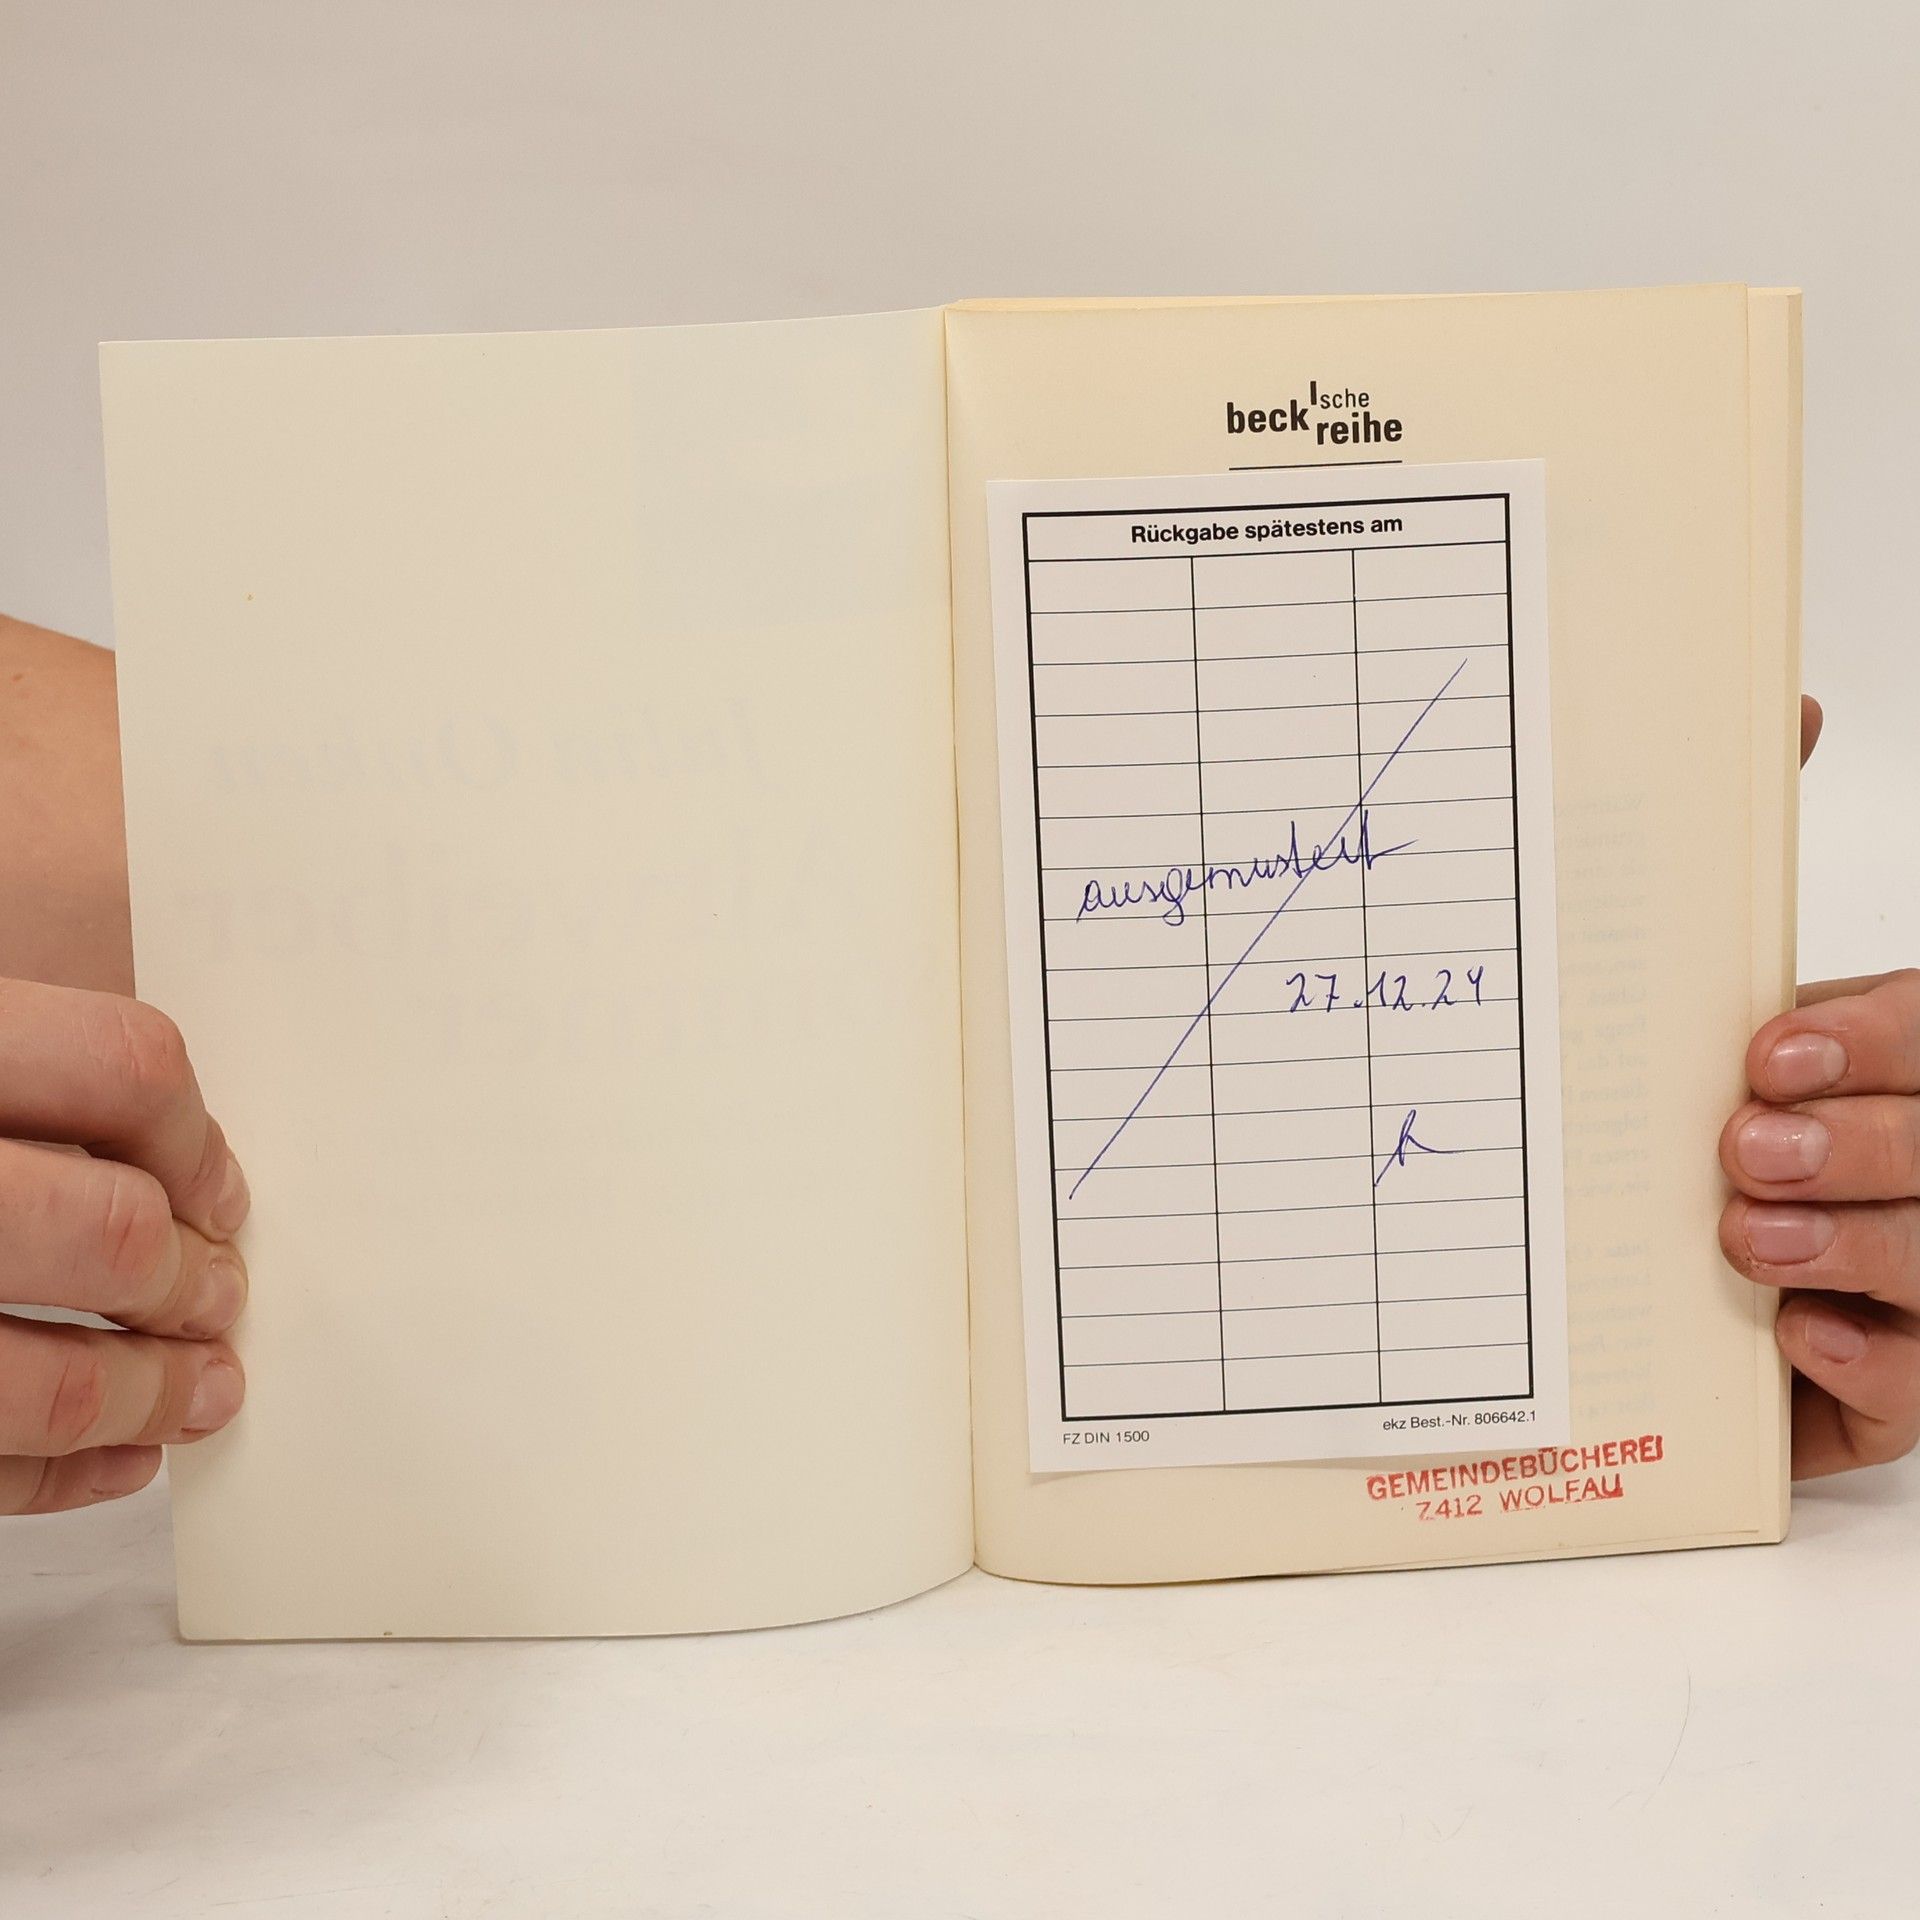 beck'sche
reihe
Rückgabe spätestens am
ausgemustert
27.12.24
FZ DIN 1500
ekz Best.-Nr. 806642.1
GEMEINDEBÜCHEREI
7412 WOLFAU